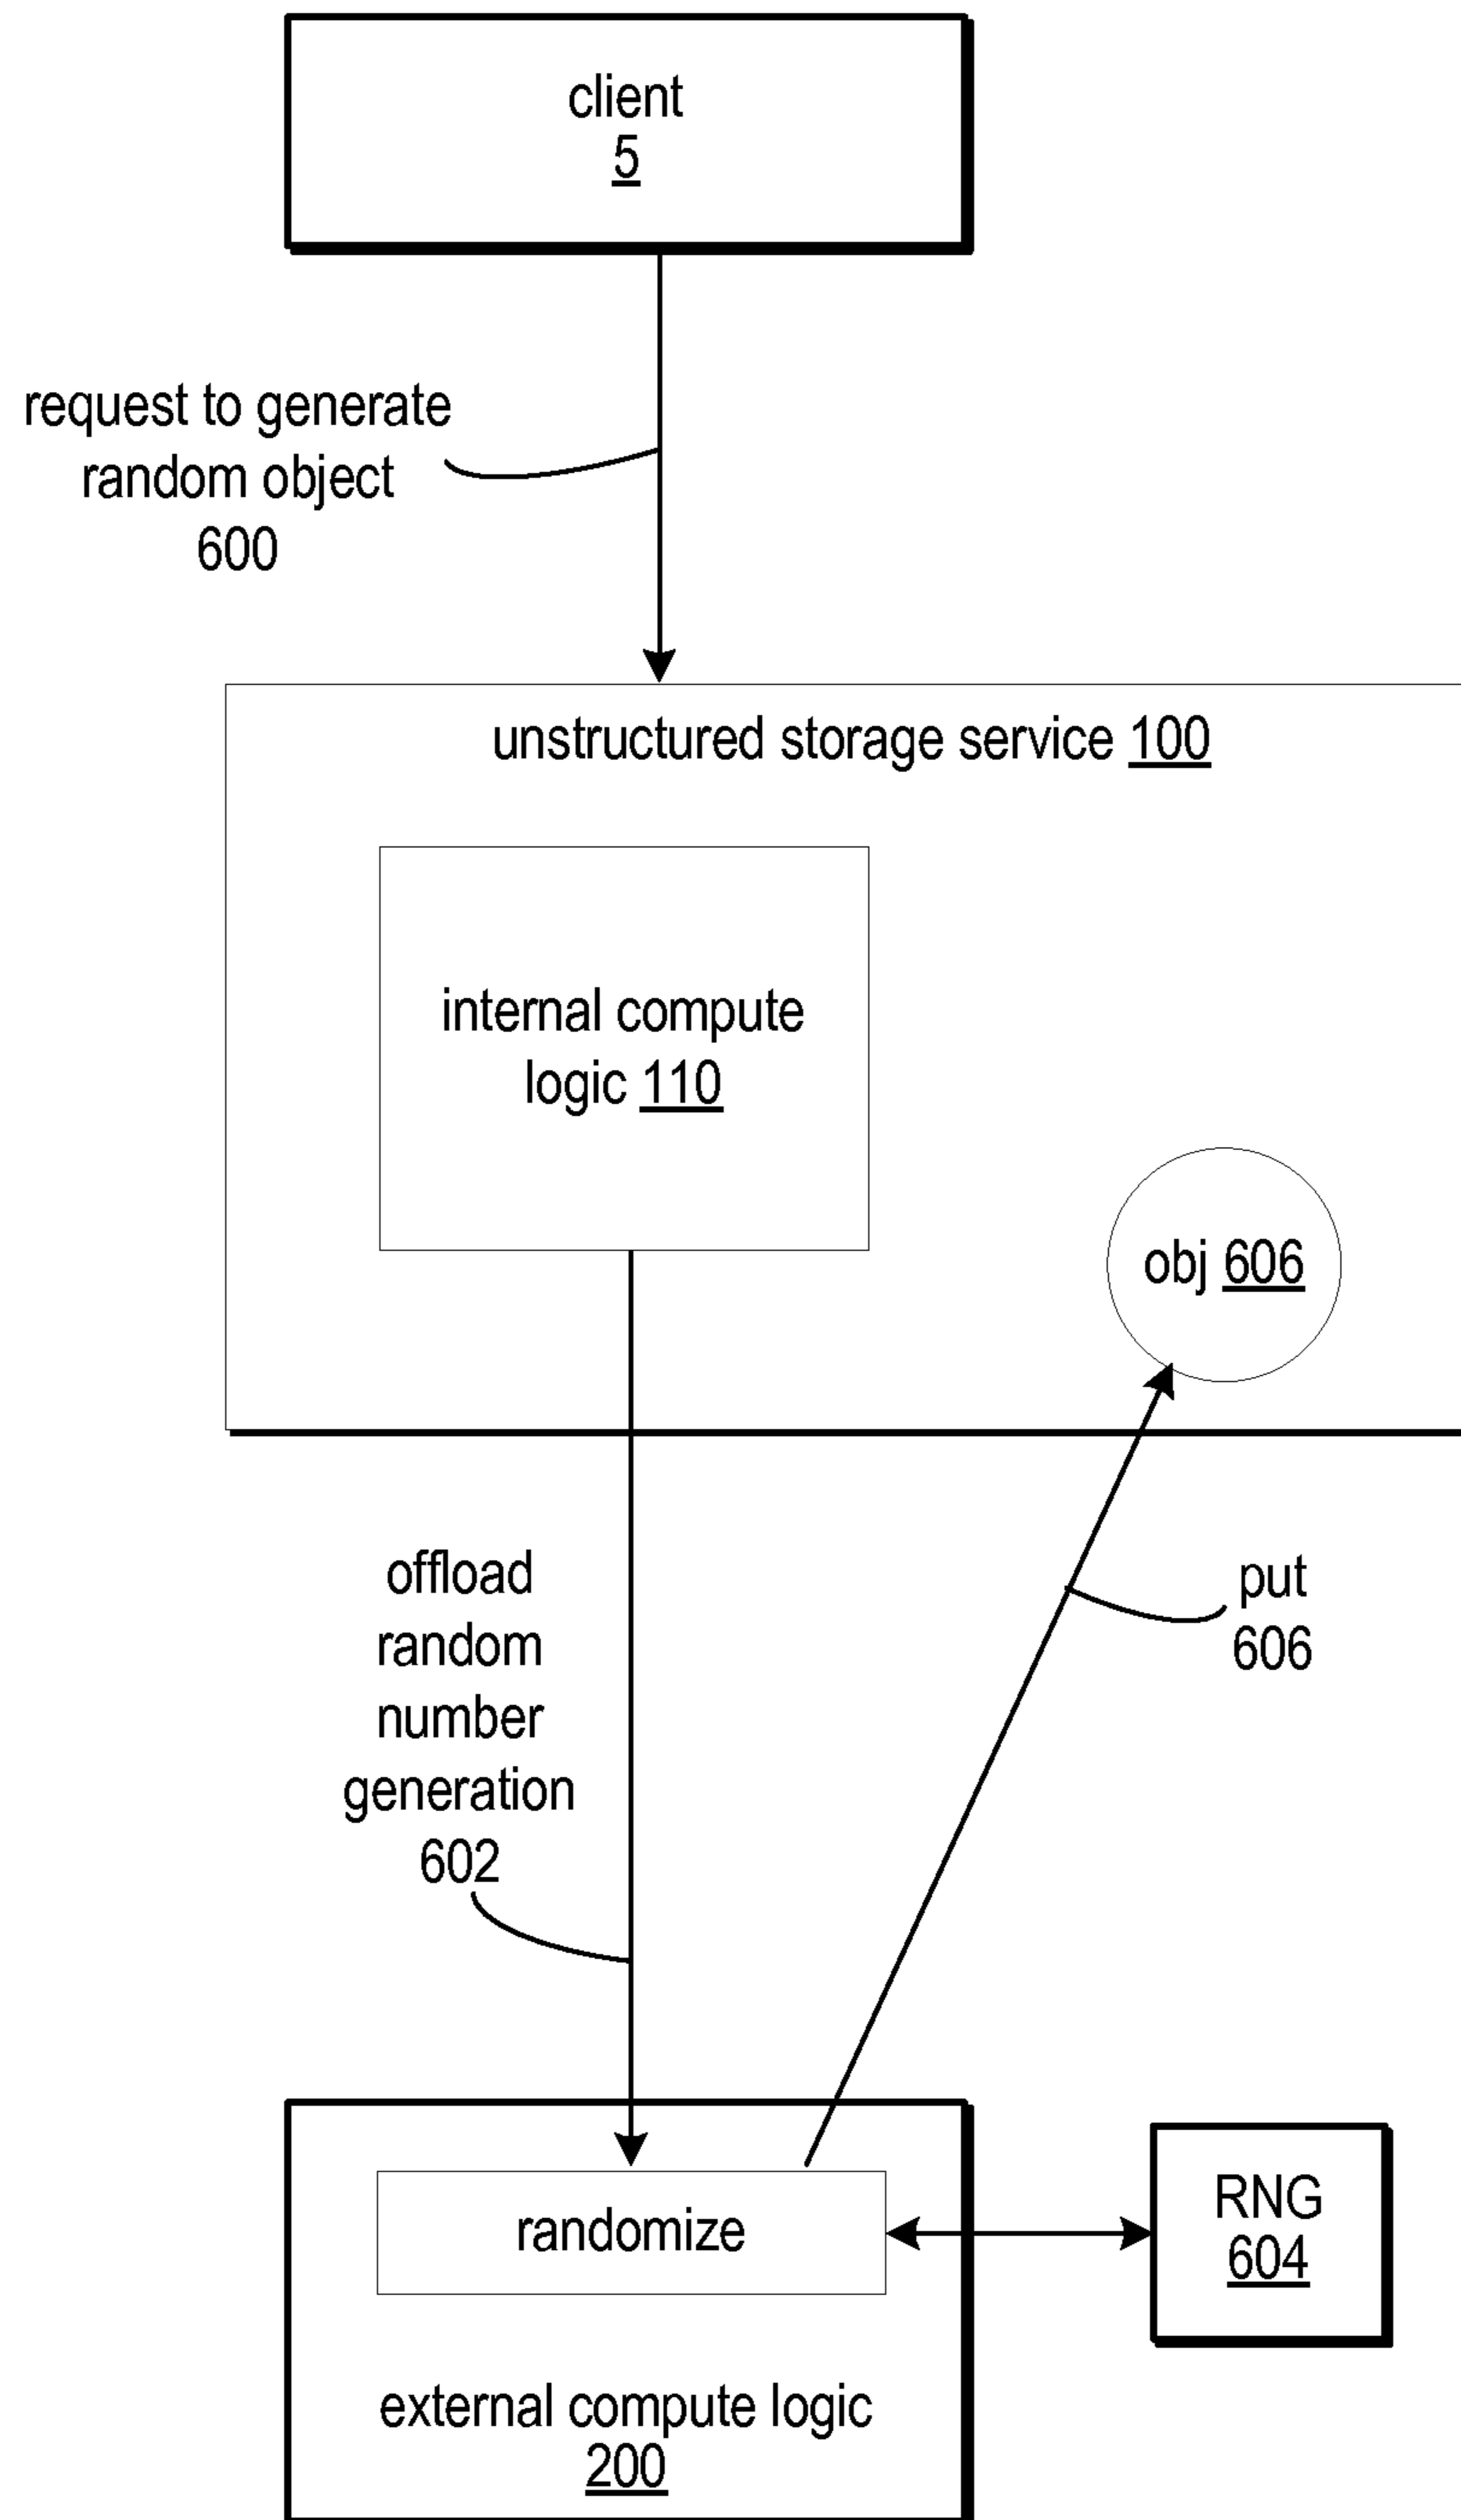 client
5
request to generate
random object
600
unstructured storage service 100
internal compute
logic 110
obj 606
offload
random
number
generation
602
put
606
randomize
RNG
604
external compute logic
200